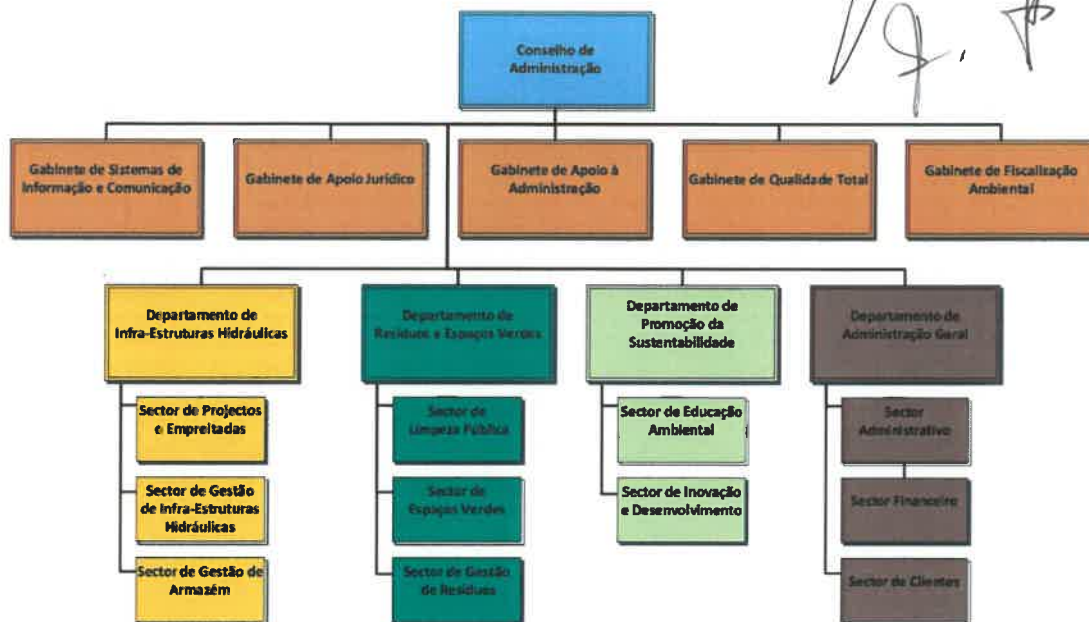 Conselho de
Administração
Gabinete de Sistemas de
Informação e Comunicação
Gabinete de Apoio Jurídico
Gabinete de Apoio à
Administração
Gabinete de Qualidade Total
Gabinete de Fiscalização
Ambiental
Departamento de
Infra-Estruturas Hidráulicas
Departamento de
Resíduos e Espaços Verdes
Departamento de
Promoção da
Sustentabilidade
Departamento de
Administração Geral
Sector de Projectos
e Empreitadas
Sector de
Limpeza Pública
Sector de Educação
Ambiental
Sector
Administrativo
Sector de Gestão
de Infra-Estruturas
Hidráulicas
Sector de
Espaços Verdes
Sector de Inovação
e Desenvolvimento
Sector Financeiro
Sector de Gestão de
Armazém
Sector de Gestão
de Resíduos
Sector de Clientes